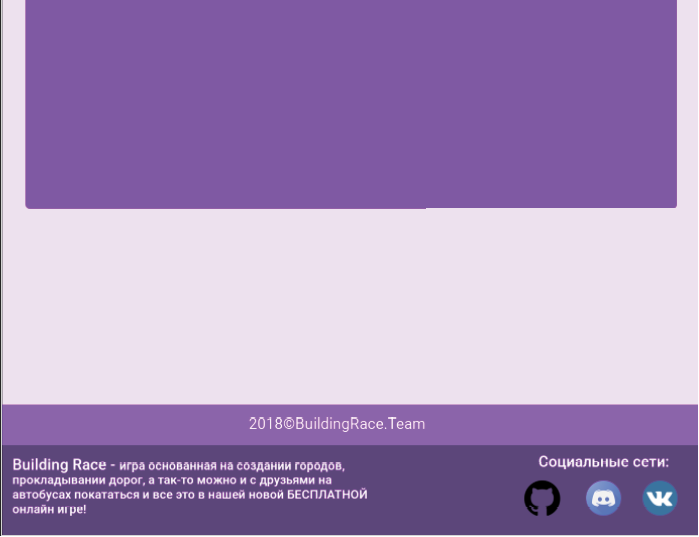 2018©BuildingRace.Team
Building Race - игра основанная на создании городов,
прокладывании дорог, а так-то можно и с друзьями на
автобусах покататься и все это в нашей новой БЕСПЛАТНОЙ
онлайн игре!
Социальные сети: